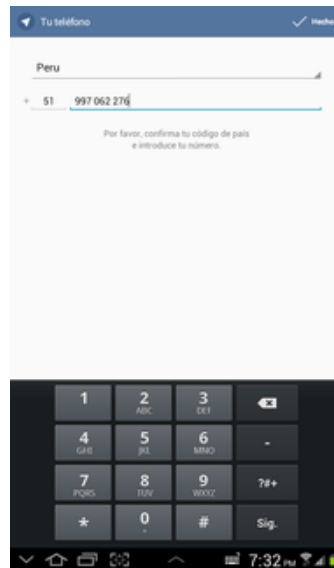 Tu teléfono
Hecho
Peru
+ 51 997 062 276
Por favor, confirma tu código de país
e introduce tu número.
1 2 3
ABC DEF
4 5 6 -
GHI JKL MNO
7 8 9 ?#+
PQRS TUV WXYZ
* 0 # Sig.
7:32 PM